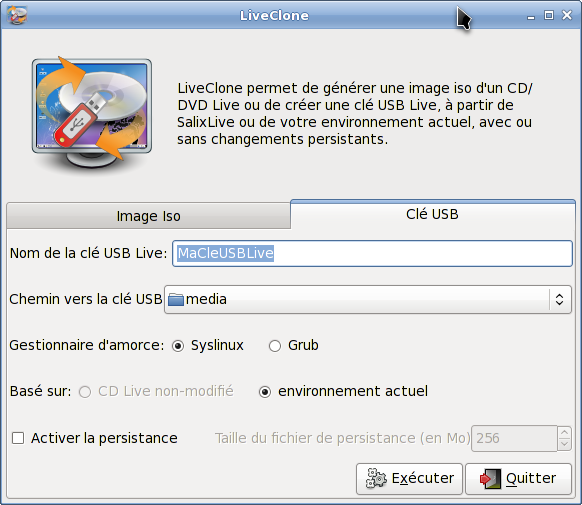 LiveClone
LiveClone permet de générer une image iso d'un CD/
DVD Live ou de créer une clé USB Live, à partir de
SalixLive ou de votre environnement actuel, avec ou
sans changements persistants.
Image Iso
Clé USB
Nom de la clé USB Live: MaCleUSBLive
Chemin vers la clé USB media
Gestionnaire d'amorce: Syslinux Grub
Basé sur: CD Live non-modifié environnement actuel
Activer la persistance Taille du fichier de persistance (en Mo) 256
Exécuter Quitter